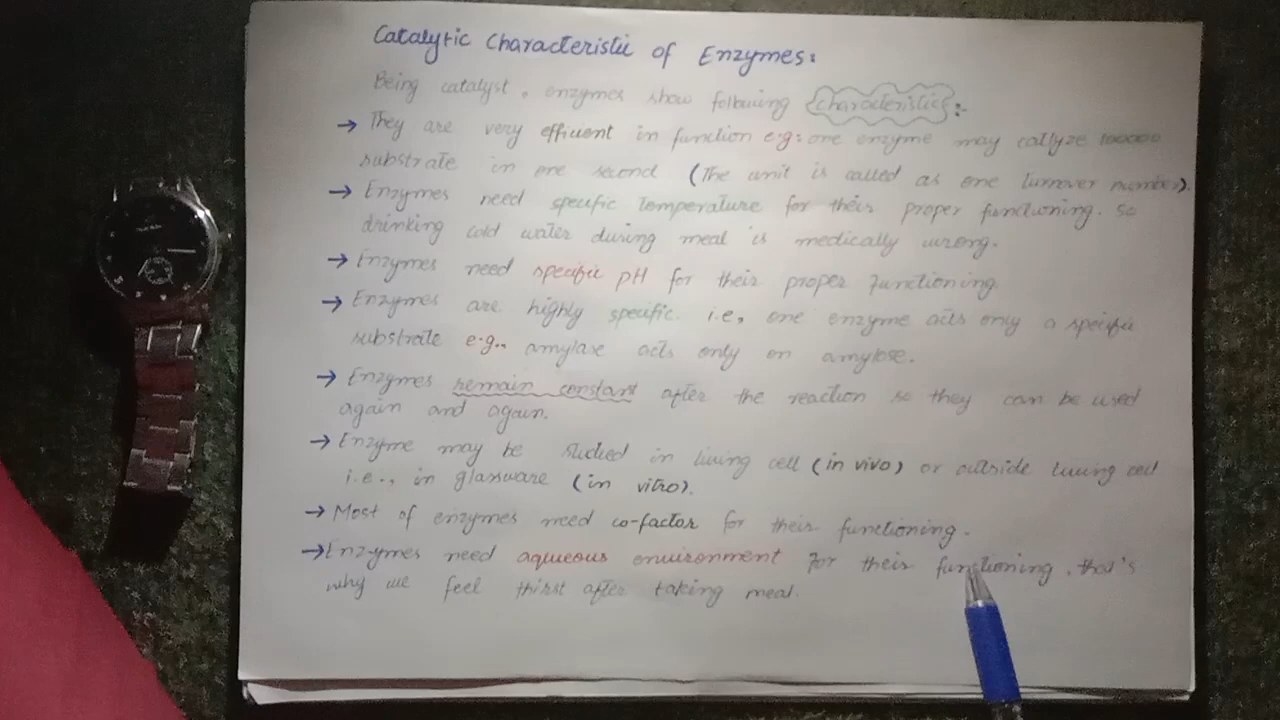 Catalytic Characteristic of Enzymes:
Being catalyst, enzymes show following characteristics:-
→ They are very efficient in function e.g: one enzyme may catlyze 100000
substrate in one second (The unit is called as one turnover number).
→ Enzymes need specific Temperature for their proper functioning. so
drinking cold water during meal is medically wrong.
→ Enzymes need specific pH for their proper functioning.
→ Enzymes are highly specific i.e, one enzyme acts only a specific
substrate e.g., amylase acts only on amylose.
→ Enzymes remain constant after the reaction so they can be used
again and again.
→ Enzyme may be studied in living cell (in vivo) or outside living cell
i.e., in glassware (in vitro).
→ Most of enzymes need co-factor for their functioning.
→ Enzymes need aqueous environment for their functioning, that's
why we feel thirst after taking meal.